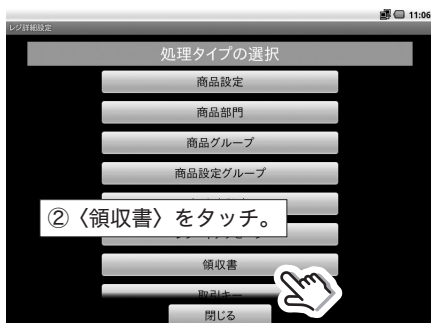 11:06
レジ詳細設定
処理タイプの選択
商品設定
商品部門
商品グループ
商品設定グループ
②〈領収書〉をタッチ。
領収書
取引キー
閉じる